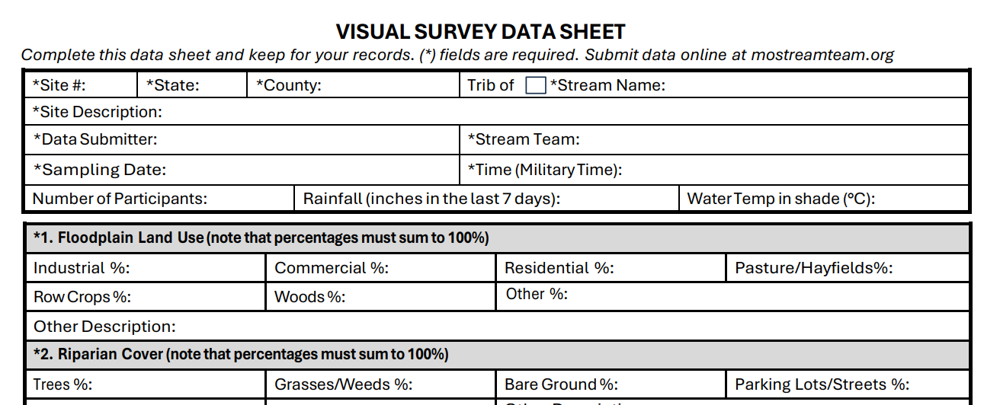 VISUAL SURVEY DATA SHEET
Complete this data sheet and keep for your records. (*) fields are required. Submit data online at mostreamteam.org
*Site #: *State: *County: Trib of *Stream Name:
*Site Description:
*Data Submitter: *Stream Team:
*Sampling Date: *Time (Military Time):
Number of Participants: Rainfall (inches in the last 7 days): Water Temp in shade (°C):
*1. Floodplain Land Use (note that percentages must sum to 100%)
Industrial %: Commercial %: Residential %: Pasture/Hayfields%:
Row Crops %: Woods %: Other %:
Other Description:
*2. Riparian Cover (note that percentages must sum to 100%)
Trees %: Grasses/Weeds %: Bare Ground %: Parking Lots/Streets %: